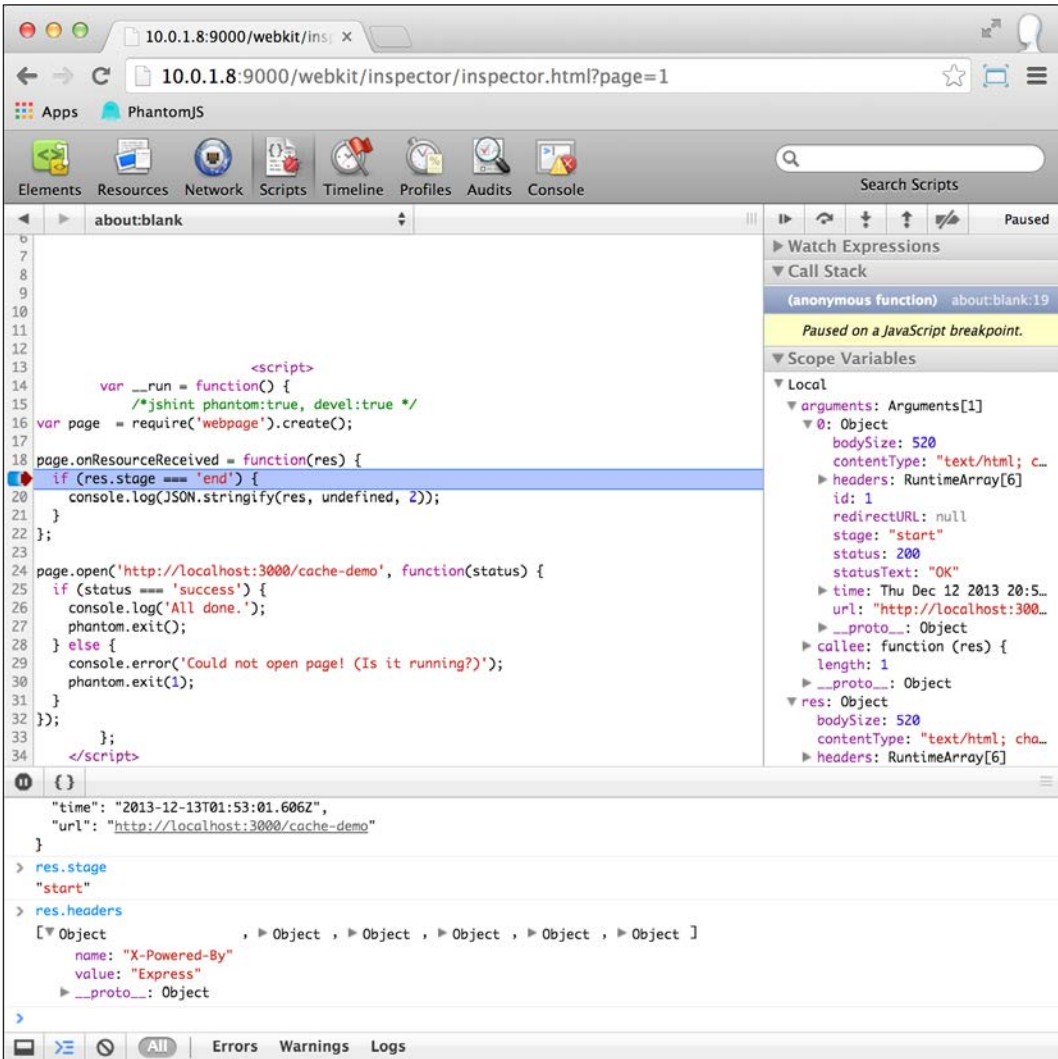 10.0.1.8:9000/webkit/ins
10.0.1.8:9000/webkit/inspector/inspector.html?page=1
Apps PhantomJS
Elements Resources Network Scripts Timeline Profiles Audits Console
Search Scripts
about:blank
Paused
6
7
8
9
10
11
12
13 <script>
14 var __run = function() {
15 /*jshint phantom:true, devel:true */
16 var page  = require('webpage').create();
17
18 page.onResourceReceived = function(res) {
if (res.stage === 'end') {
20 console.log(JSON.stringify(res, undefined, 2));
21 }
22 };
23
24 page.open('http://localhost:3000/cache-demo', function(status) {
25 if (status === 'success') {
26 console.log('All done.');
27 phantom.exit();
28 } else {
29 console.error('Could not open page! (Is it running?)');
30 phantom.exit(1);
31 }
32 });
33 };
34 </script>
Watch Expressions
Call Stack
(anonymous function) about:blank:19
Paused on a JavaScript breakpoint.
Scope Variables
Local
arguments: Arguments[1]
0: Object
bodySize: 520
contentType: "text/html; c…
headers: RuntimeArray[6]
id: 1
redirectURL: null
stage: "start"
status: 200
statusText: "OK"
time: Thu Dec 12 2013 20:5…
url: "http://localhost:300…
__proto__: Object
callee: function (res) {
length: 1
__proto__: Object
res: Object
bodySize: 520
contentType: "text/html; cha…
headers: RuntimeArray[6]
{ }
"time": "2013-12-13T01:53:01.606Z",
"url": "http://localhost:3000/cache-demo"
}
> res.stage
"start"
> res.headers
[▼Object , ▶Object , ▶Object , ▶Object , ▶Object , ▶Object ]
name: "X-Powered-By"
value: "Express"
▶ __proto__: Object
>
All Errors Warnings Logs